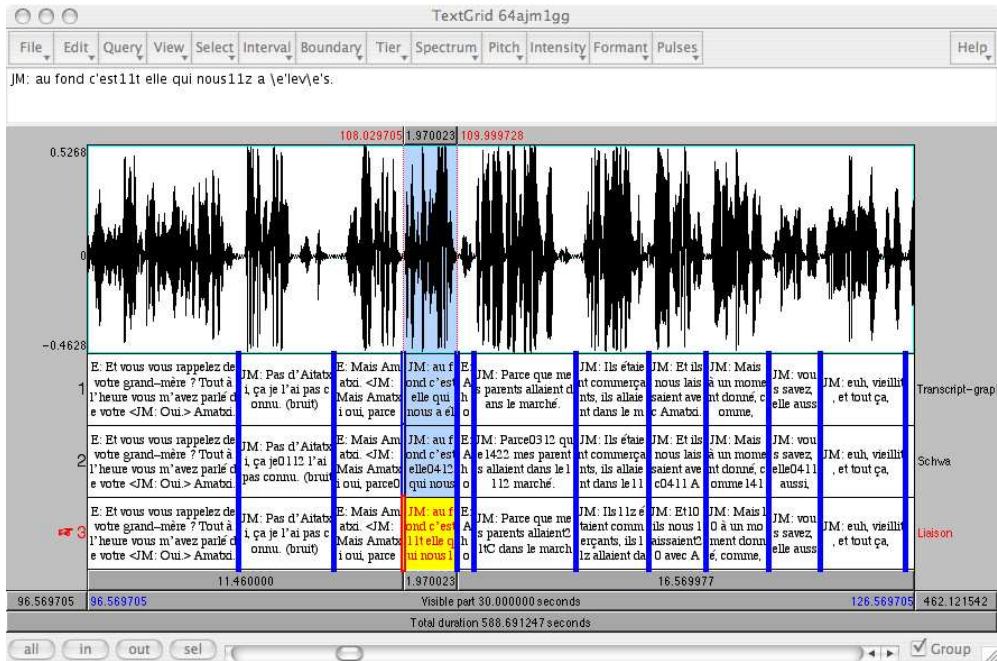 TextGrid 64ajm1gg
File Edit Query View Select Interval Boundary Tier Spectrum Pitch Intensity Formant Pulses Help
JM: au fond c'est11t elle qui nous11z a \e'lev\e's.
108.029705 1.970023 109.999728
0.5268
0
-0.4628
1
E: Et vous vous rappelez de
votre grand-mère ? Tout à
l'heure vous m'avez parlé d
e votre <JM: Oui.> Amatxi.
JM: Pas d'Aitatx
i, ça je l'ai pas c
onnu. (bruit)
E: Mais Am
atxi. <JM:
Mais Amatx
i oui, parce
JM: au f
ond c'est
elle qui
nous a él
E:
A
h
o
JM: Parce que me
s parents allaient d
ans le marché.
JM: Ils étaie
nt commerça
nts, ils allaie
nt dans le m
JM: Et ils
nous lais
saient ave
c Amatxi.
JM: Mais
à un mome
nt donné, c
omme,
JM: vou
s savez,
elle auss
JM: euh, vieillit
, et tout ça,
Transcript-grap
2
E: Et vous vous rappelez de
votre grand-mère ? Tout à
l'heure vous m'avez parlé d
e votre <JM: Oui.> Amatxi.
JM: Pas d'Aitatx
i, ça je0112 l'ai
pas connu. (bruit
E: Mais Am
atxi. <JM:
Mais Amatx
i oui, parce0
JM: au f
ond c'est
elle0412
qui nous
E:
A
h
o
JM: Parce0312 qu
e1422 mes parent
s allaient dans le1
112 marché.
JM: Ils étaie
nt commerça
nts, ils allaie
nt dans le11
JM: Et ils
nous lais
saient ave
c0411 A
JM: Mais
à un mome
nt donné, c
omme141
JM: vou
s savez,
elle0411
aussi,
JM: euh, vieillit
, et tout ça,
Schwa
3
E: Et vous vous rappelez de
votre grand-mère ? Tout à
l'heure vous m'avez parlé d
e votre <JM: Oui.> Amatxi.
JM: Pas d'Aitatx
i, ça je l'ai pas c
onnu. (bruit)
E: Mais Am
atxi. <JM:
Mais Amatx
i oui, parce
JM: au f
ond c'est
11t elle q
ui nous1
E:
A
h
o
JM: Parce que me
s parents allaient2
1tC dans le march
JM: Ils11z é
taient comm
erçants, ils1
1z allaient da
JM: Et10
ils nous l
aissaient2
0 avec A
JM: Mais1
0 à un mo
ment donn
é, comme,
JM: vou
s savez,
elle auss
JM: euh, vieillit
, et tout ça,
Liaison
11.460000 1.970023 16.569977
96.569705 96.569705 Visible part 30.000000 seconds 126.569705 462.121542
Total duration 588.691247 seconds
all in out sel Group